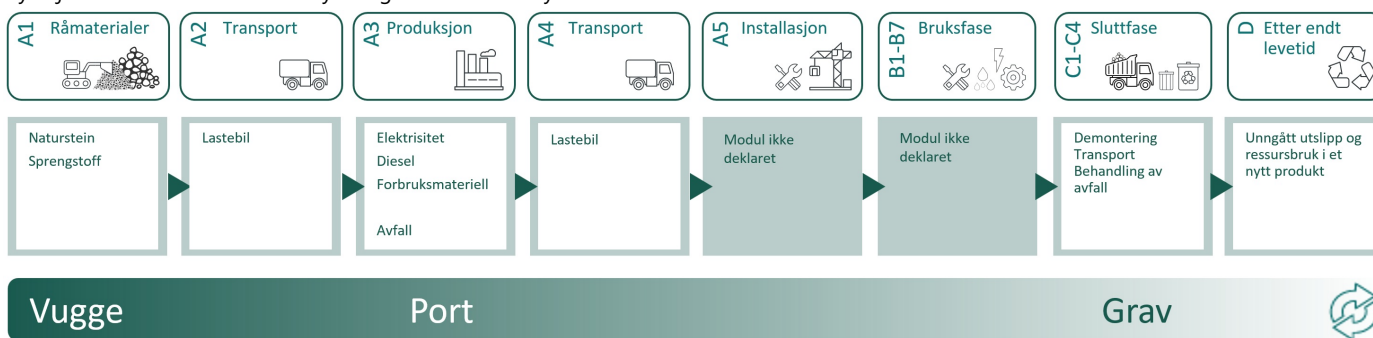 A1 Råmaterialer
A2 Transport
A3 Produksjon
A4 Transport
A5 Installasjon
B1-B7 Bruksfase
C1-C4 Sluttfase
D Etter endt
levetid
Naturstein
Sprengstoff
Lastebil
Elektrisitet
Diesel
Forbruksmateriell
Avfall
Lastebil
Modul ikke
deklaret
Modul ikke
deklaret
Demontering
Transport
Behandling av
avfall
Unngått utslipp og
ressursbruk i et
nytt produkt
Vugge
Port
Grav